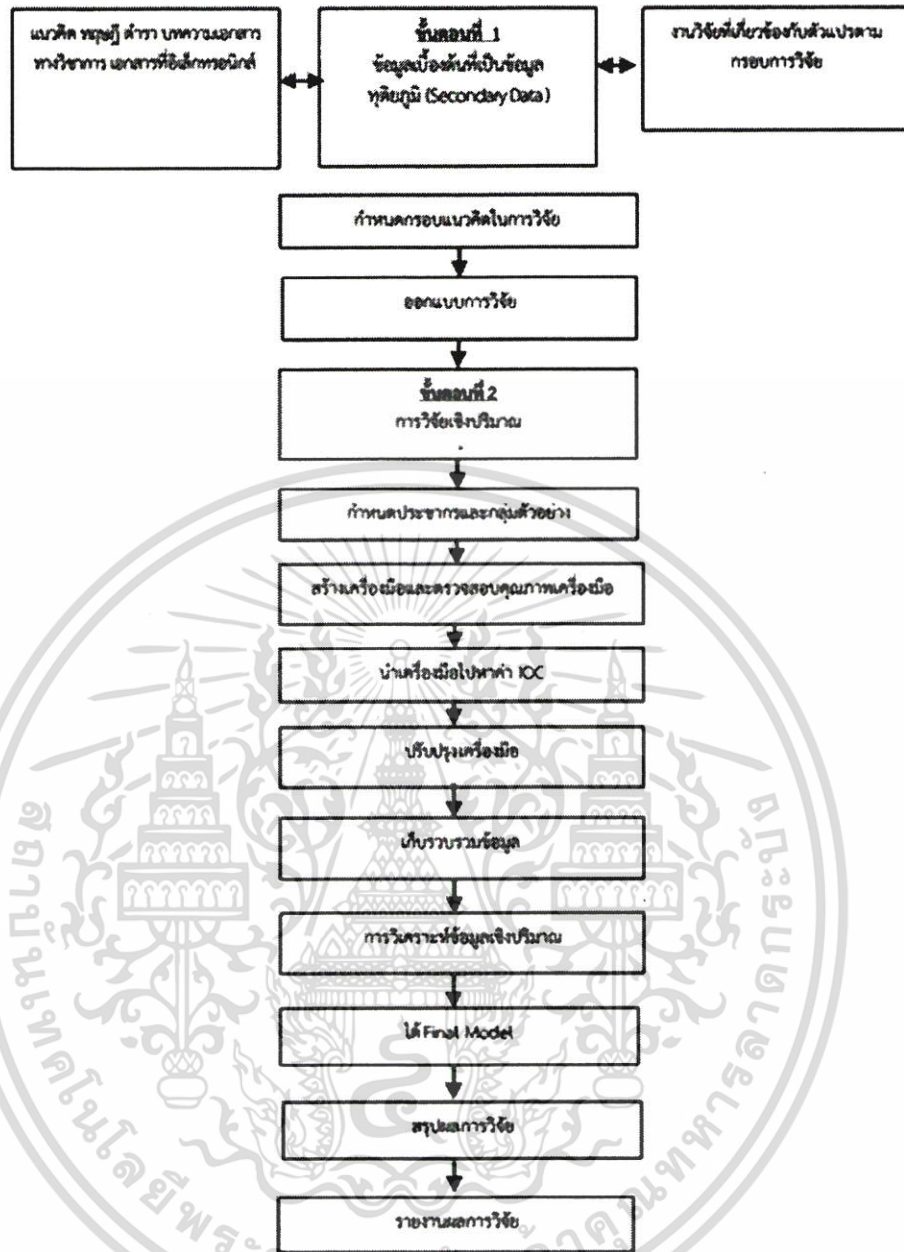 แนวคิด ทฤษฎี ตำรา บทความเอกสาร
ทางวิชาการ เอกสารที่อิเล็กทรอนิกส์
ขั้นตอนที่ 1
ข้อมูลเบื้องต้นที่เป็นข้อมูล
ทุติยภูมิ (Secondary Data)
งานวิจัยที่เกี่ยวข้องกับตัวแปรตาม
กรอบการวิจัย
กำหนดกรอบแนวคิดในการวิจัย
ออกแบบการวิจัย
ขั้นตอนที่ 2
การวิจัยเชิงปริมาณ
กำหนดประชากรและกลุ่มตัวอย่าง
สร้างเครื่องมือและตรวจสอบคุณภาพเครื่องมือ
นำเครื่องมือไปหาค่า IOC
ปรับปรุงเครื่องมือ
เก็บรวบรวมข้อมูล
การวิเคราะห์ข้อมูลเชิงปริมาณ
ได้ Final Model
สรุปผลการวิจัย
รายงานผลการวิจัย